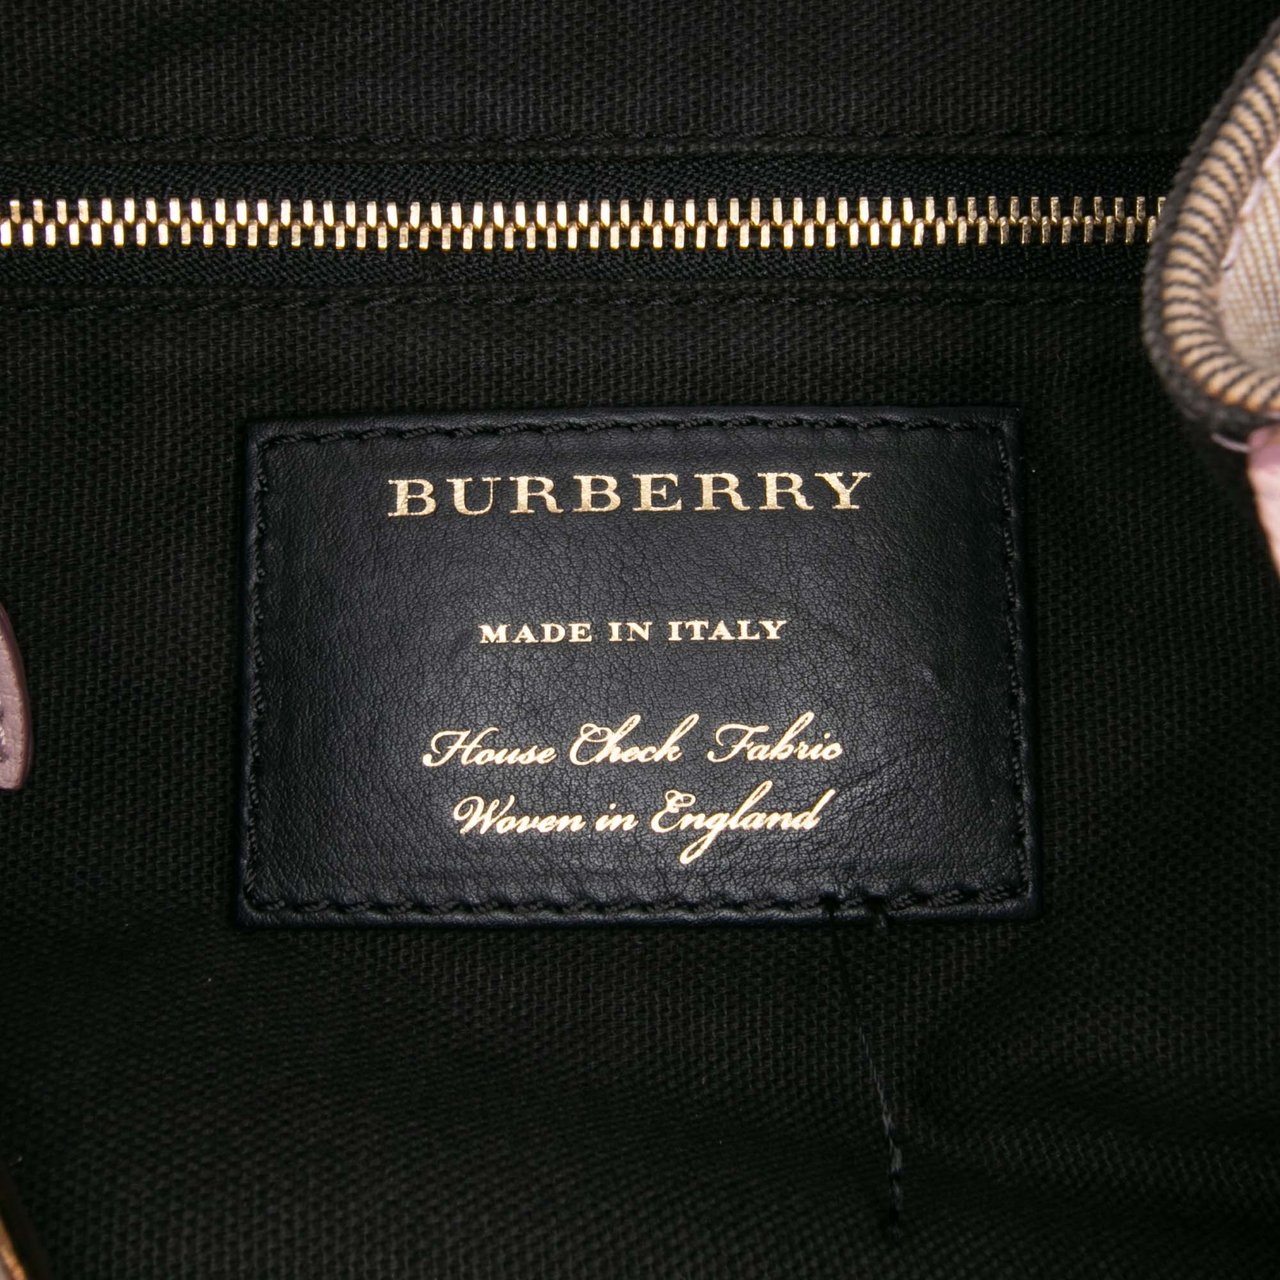 BURBERRY
MADE IN ITALY
House Check Fabric
Woven in England